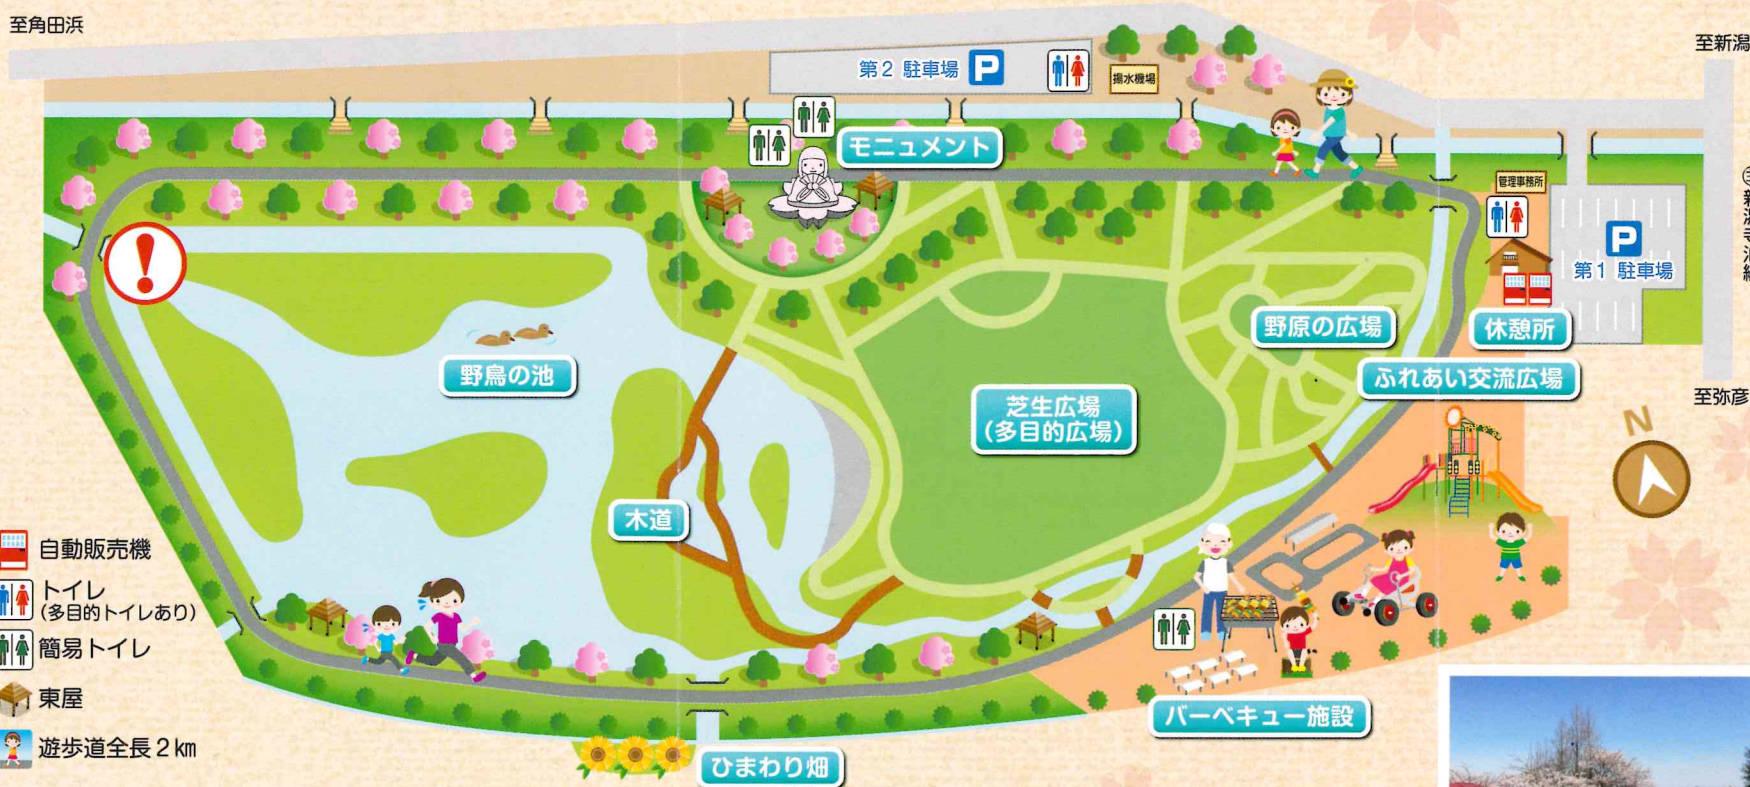 至角田浜
至新潟
第2 駐車場 P
揚水機場
モニュメント
管理事務所
P
第1 駐車場
野原の広場
休憩所
ふれあい交流広場
至弥彦
野鳥の池
芝生広場
(多目的広場)
N
木道
自動販売機
トイレ
(多目的トイレあり)
簡易トイレ
東屋
遊歩道全長2km
バーベキュー施設
ひまわり畑